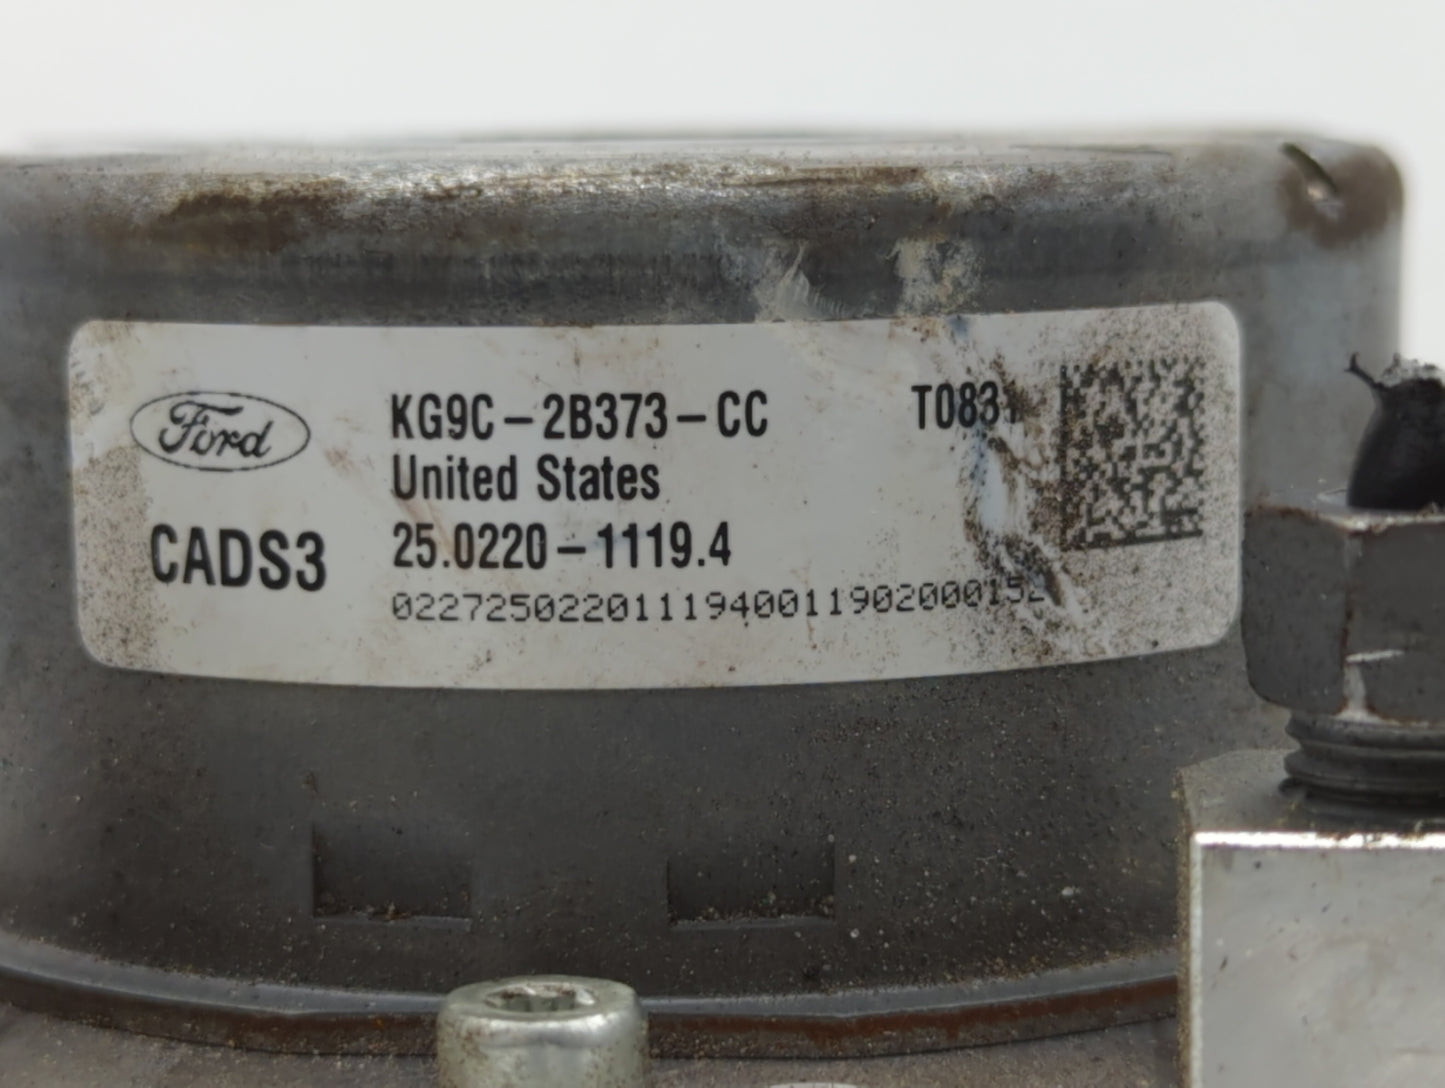 Ford
KG9C-2B373-CC
United States
CADS3
25.0220-1119.4